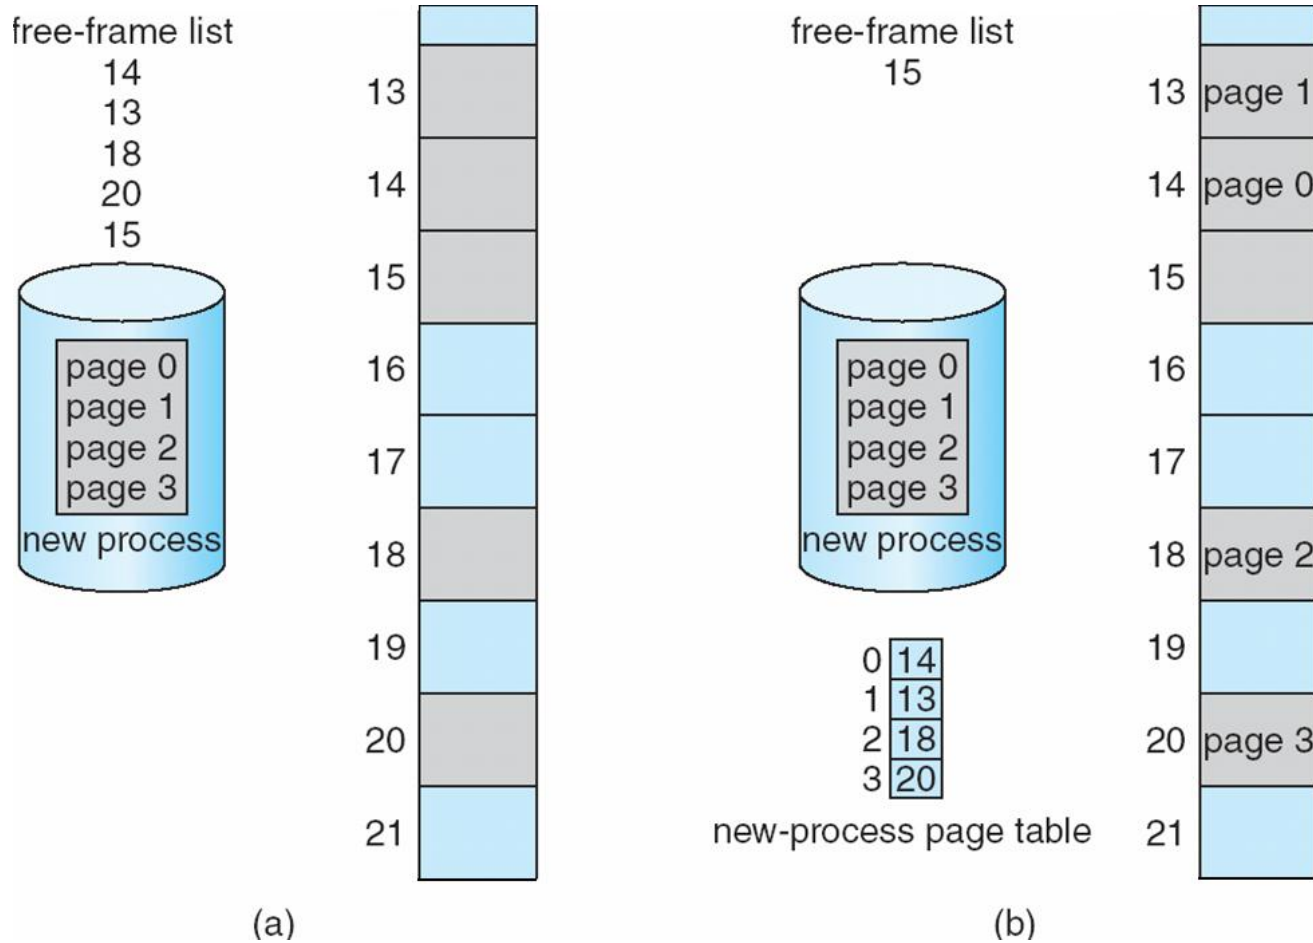 free-frame list
14
13
18
20
15
page 0
page 1
page 2
page 3
new process
13
14
15
16
17
18
19
20
21
(a)
free-frame list
15
page 0
page 1
page 2
page 3
new process
0 14
1 13
2 18
3 20
new-process page table
13 page 1
14 page 0
15
16
17
18 page 2
19
20 page 3
21
(b)